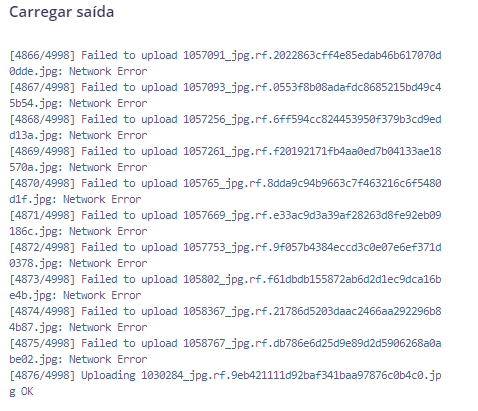 Carregar saída
[4866/4998] Failed to upload 1057091_jpg.rf.2022863cff4e85edab46b617070d
0dde.jpg: Network Error
[4867/4998] Failed to upload 1057093_jpg.rf.0553f8b08adafdc8685215bd49c4
5b54.jpg: Network Error
[4868/4998] Failed to upload 1057256_jpg.rf.6ff594cc824453950f379b3cd9ed
d13a.jpg: Network Error
[4869/4998] Failed to upload 1057261_jpg.rf.f20192171fb4aa0ed7b04133ae18
570a.jpg: Network Error
[4870/4998] Failed to upload 105765_jpg.rf.8dda9c94b9663c7f463216c6f5480
d1f.jpg: Network Error
[4871/4998] Failed to upload 1057669_jpg.rf.e33ac9d3a39af28263d8fe92eb09
186c.jpg: Network Error
[4872/4998] Failed to upload 1057753_jpg.rf.9f057b4384eccd3c0e07e6ef371d
0378.jpg: Network Error
[4873/4998] Failed to upload 105802_jpg.rf.f61dbdb155872ab6d2d1ec9dca16b
e4b.jpg: Network Error
[4874/4998] Failed to upload 1058367_jpg.rf.21786d5203daac2466aa292296b8
4b87.jpg: Network Error
[4875/4998] Failed to upload 1058767_jpg.rf.db786e6d25d9e89d2d5906268a0a
be02.jpg: Network Error
[4876/4998] Uploading 1030284_jpg.rf.9eb421111d92baf341baa97876c0b4c0.jp
g OK